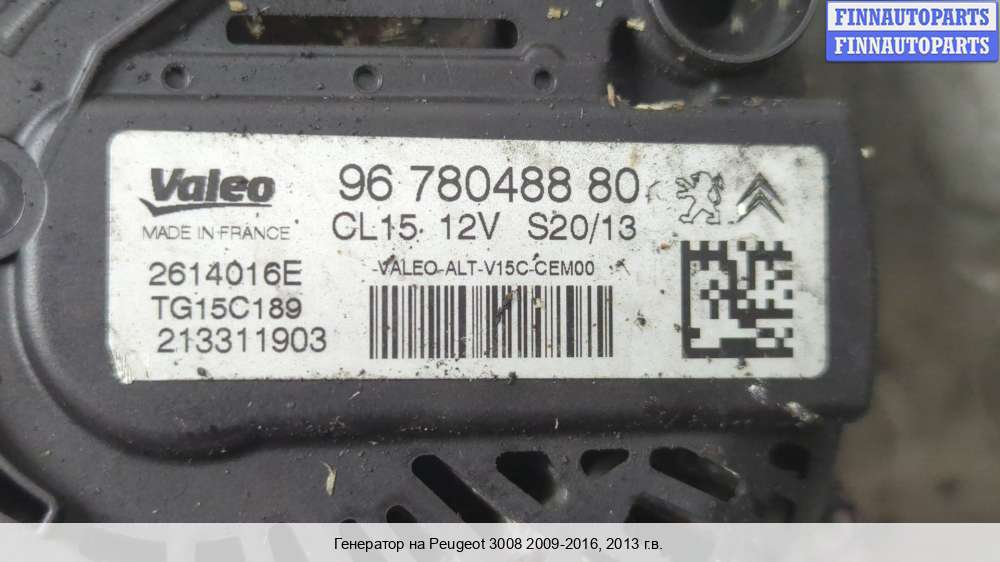 FINNAUTOPARTS
FINNAUTOPARTS
Valeo
MADE IN FRANCE
2614016E
TG15C189
213311903
96 780488 80
CL15 12V S20/13
VALEO-ALT-V15C-CEM00
Генератор на Peugeot 3008 2009-2016, 2013 г.в.